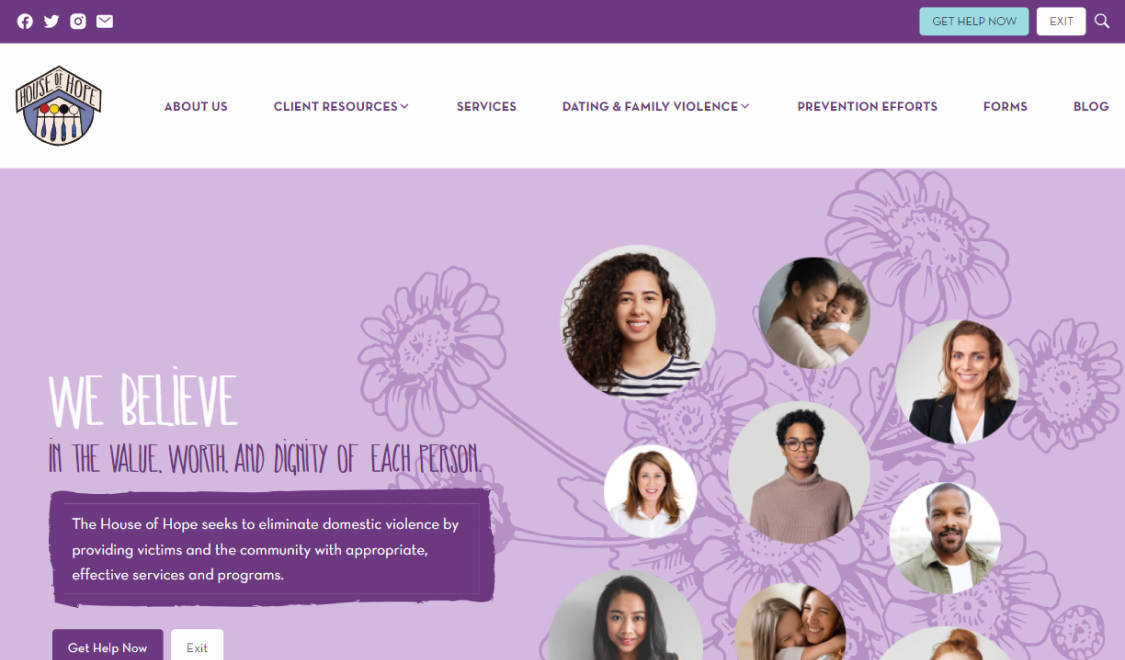 GET HELP NOW
EXIT
HOUSE OF HOPE
ABOUT US
CLIENT RESOURCES
SERVICES
DATING & FAMILY VIOLENCE
PREVENTION EFFORTS
FORMS
BLOG
WE BELiEVE
iN THE VALUE, WORTH, AND DiGNiTY OF EACH PERSON.
The House of Hope seeks to eliminate domestic violence by
providing victims and the community with appropriate,
effective services and programs.
Get Help Now
Exit